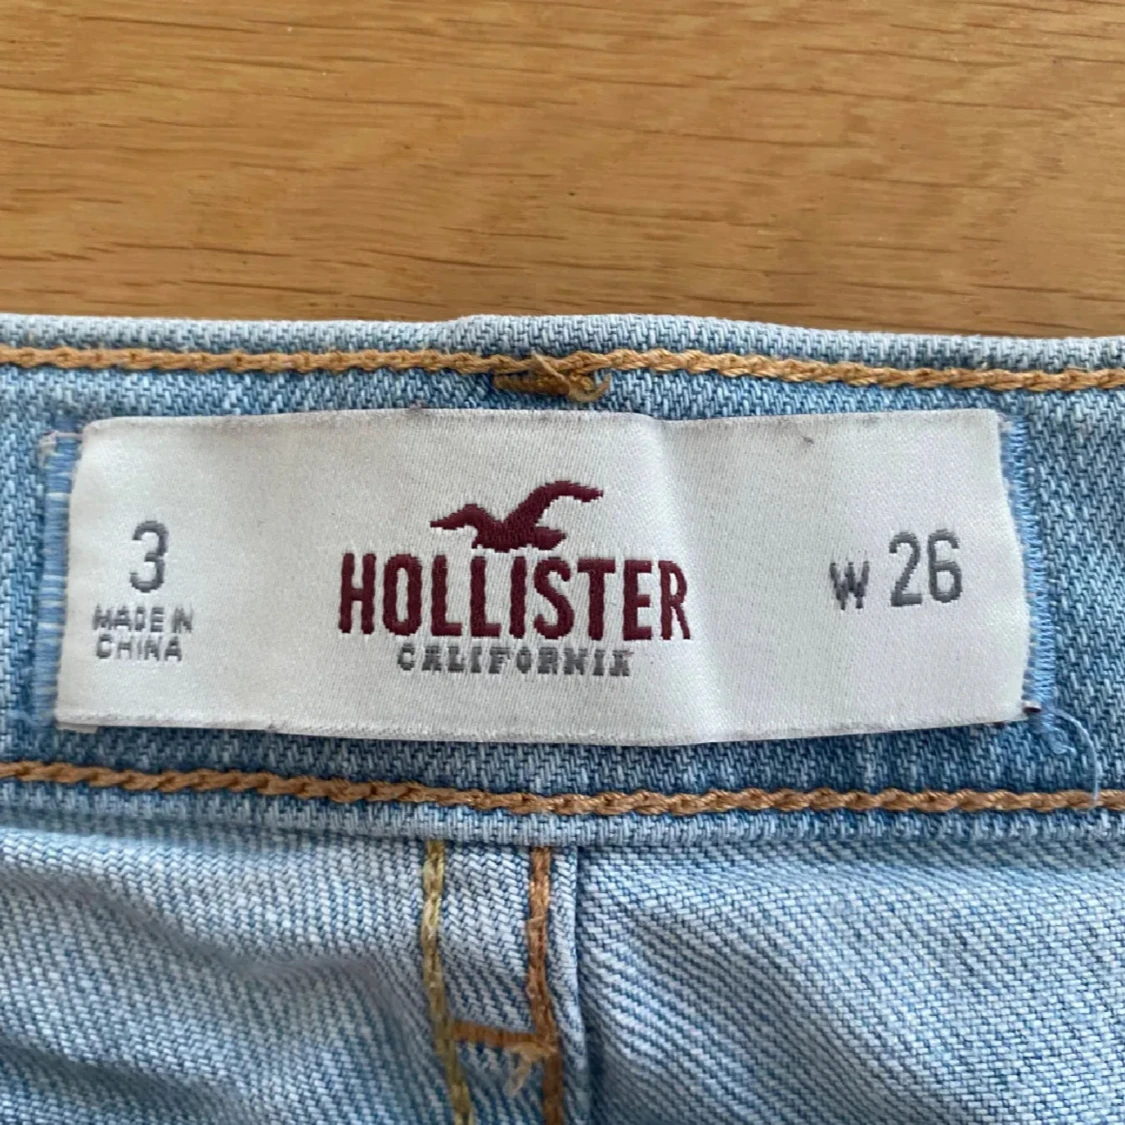 3
MADE IN
CHINA
HOLLISTER
CALIFORNIA
W 26